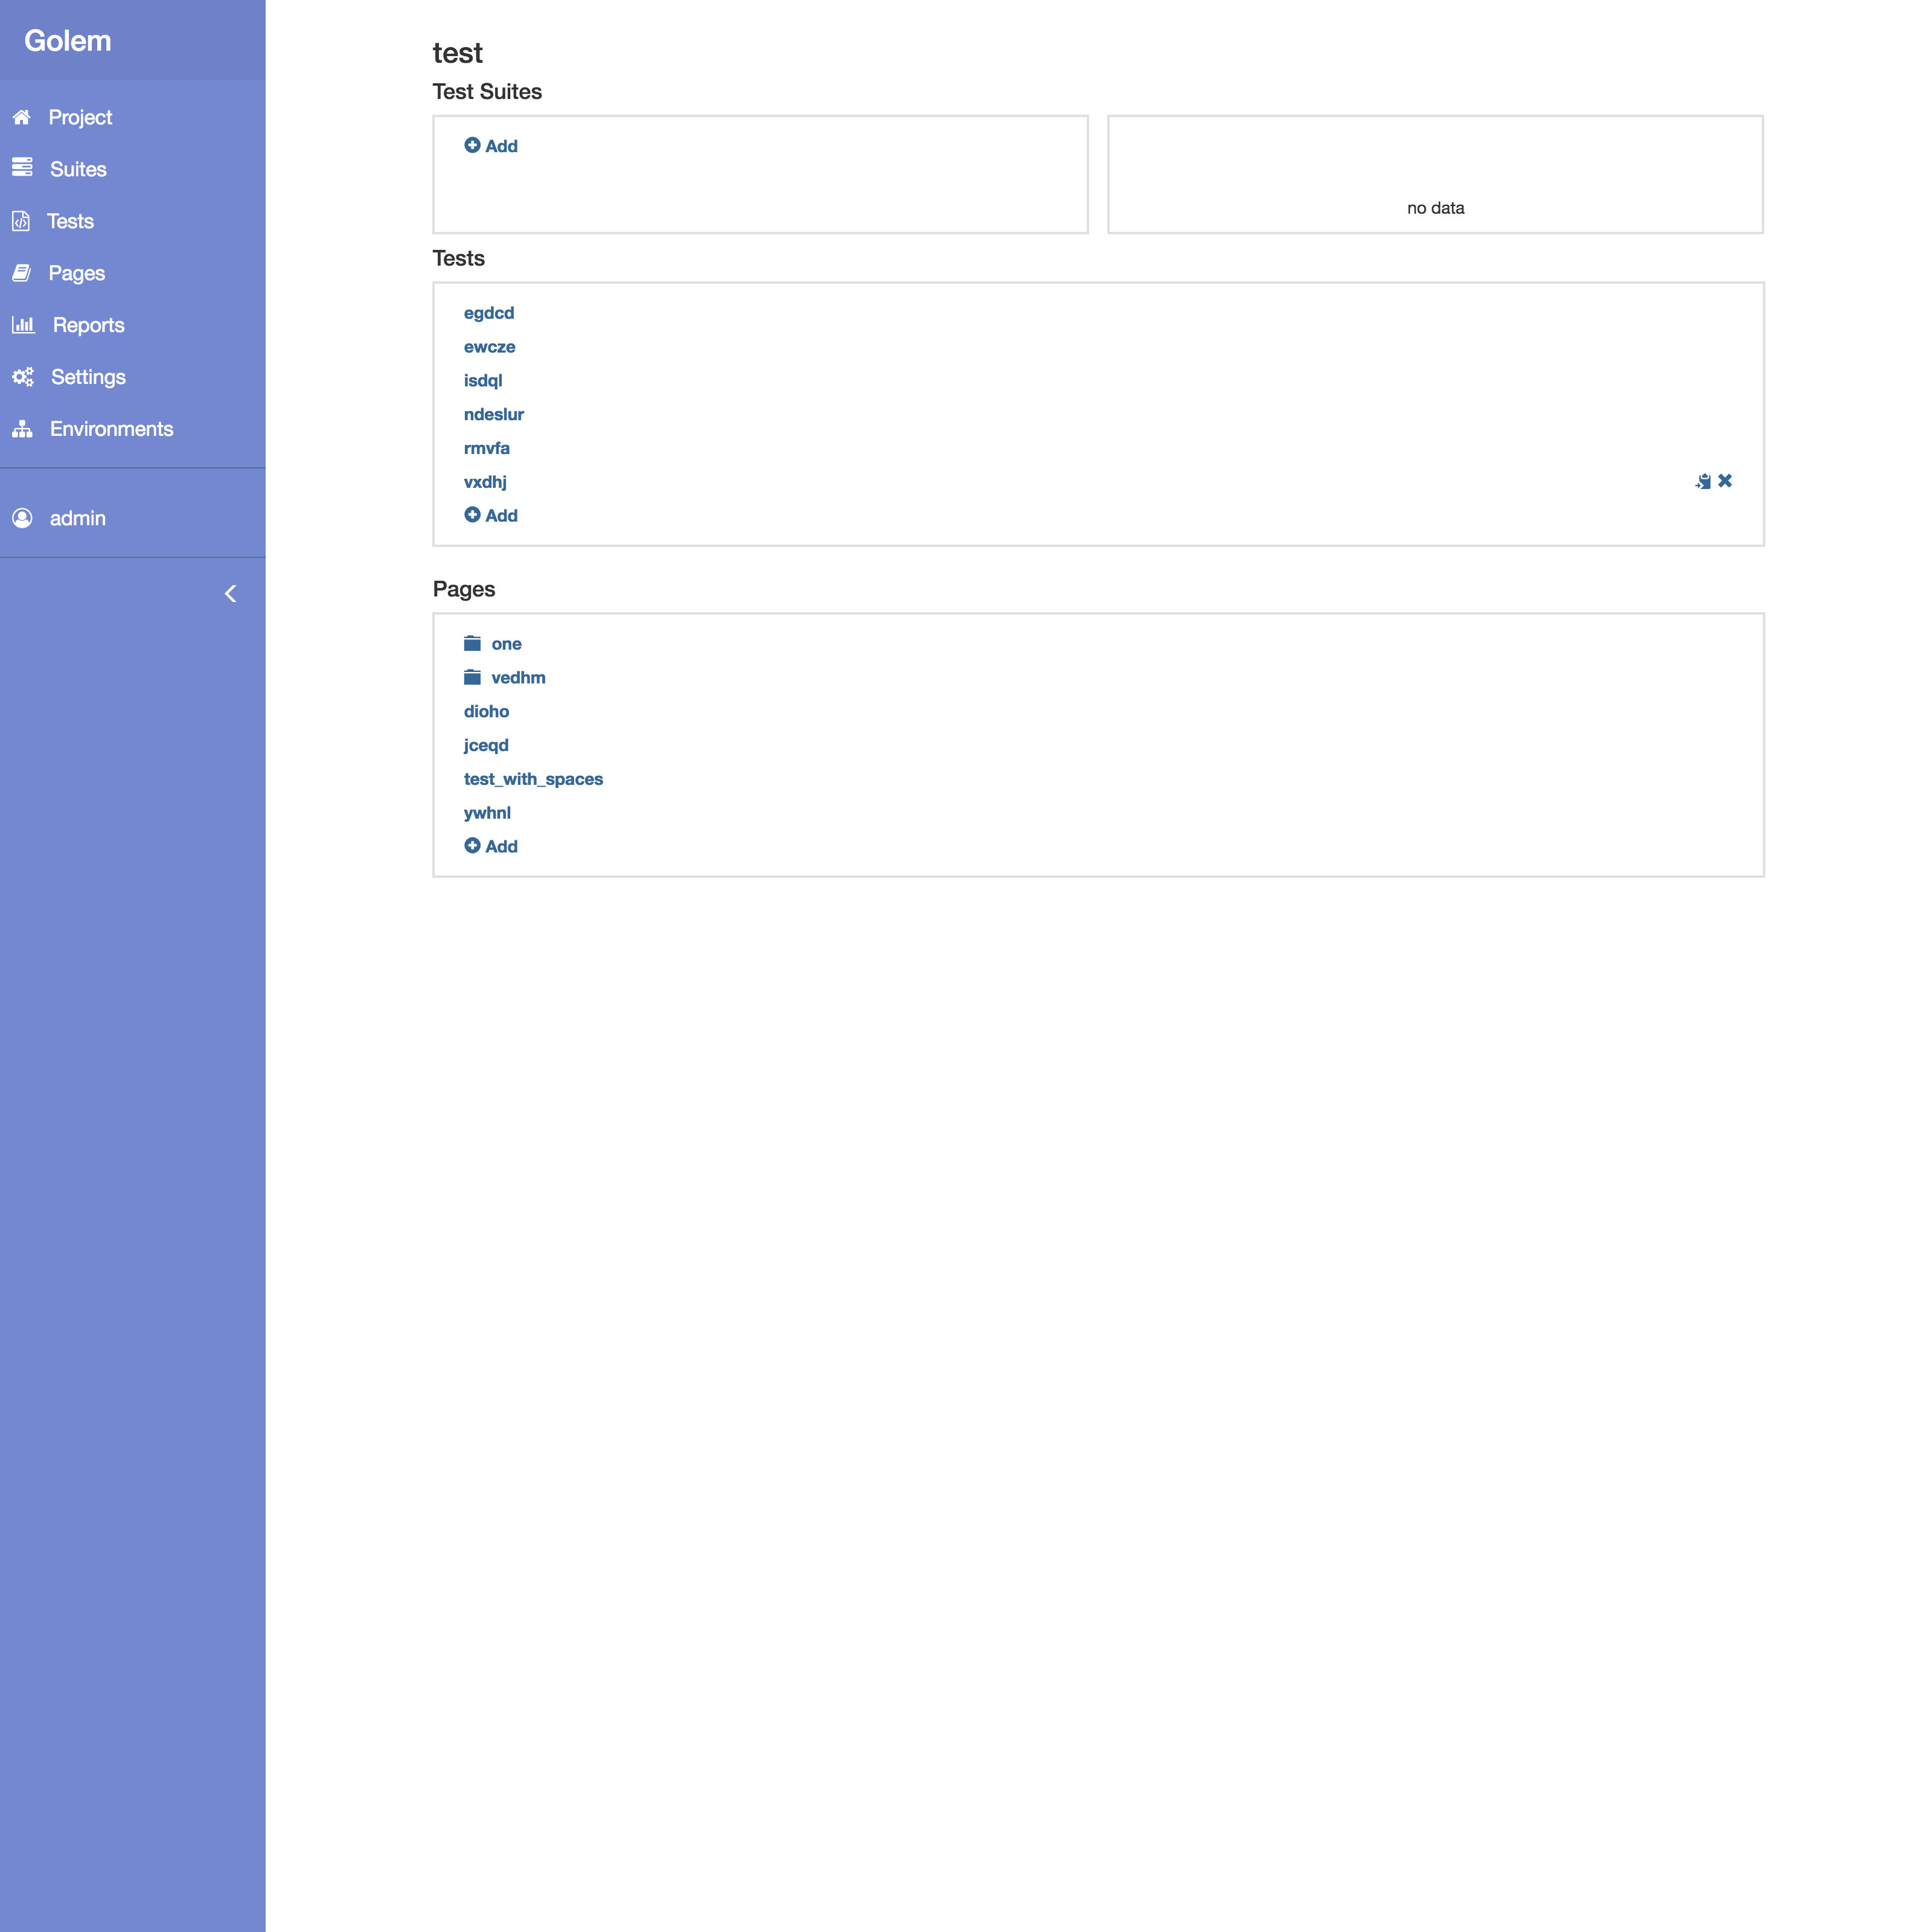 Golem
Project
Suites
Tests
Pages
Reports
Settings
Environments
admin
test
Test Suites
Add
no data
Tests
egdcd
ewcze
isdql
ndeslur
rmvfa
vxdhj
Add
Pages
one
vedhm
dioho
jceqd
test_with_spaces
ywhnl
Add